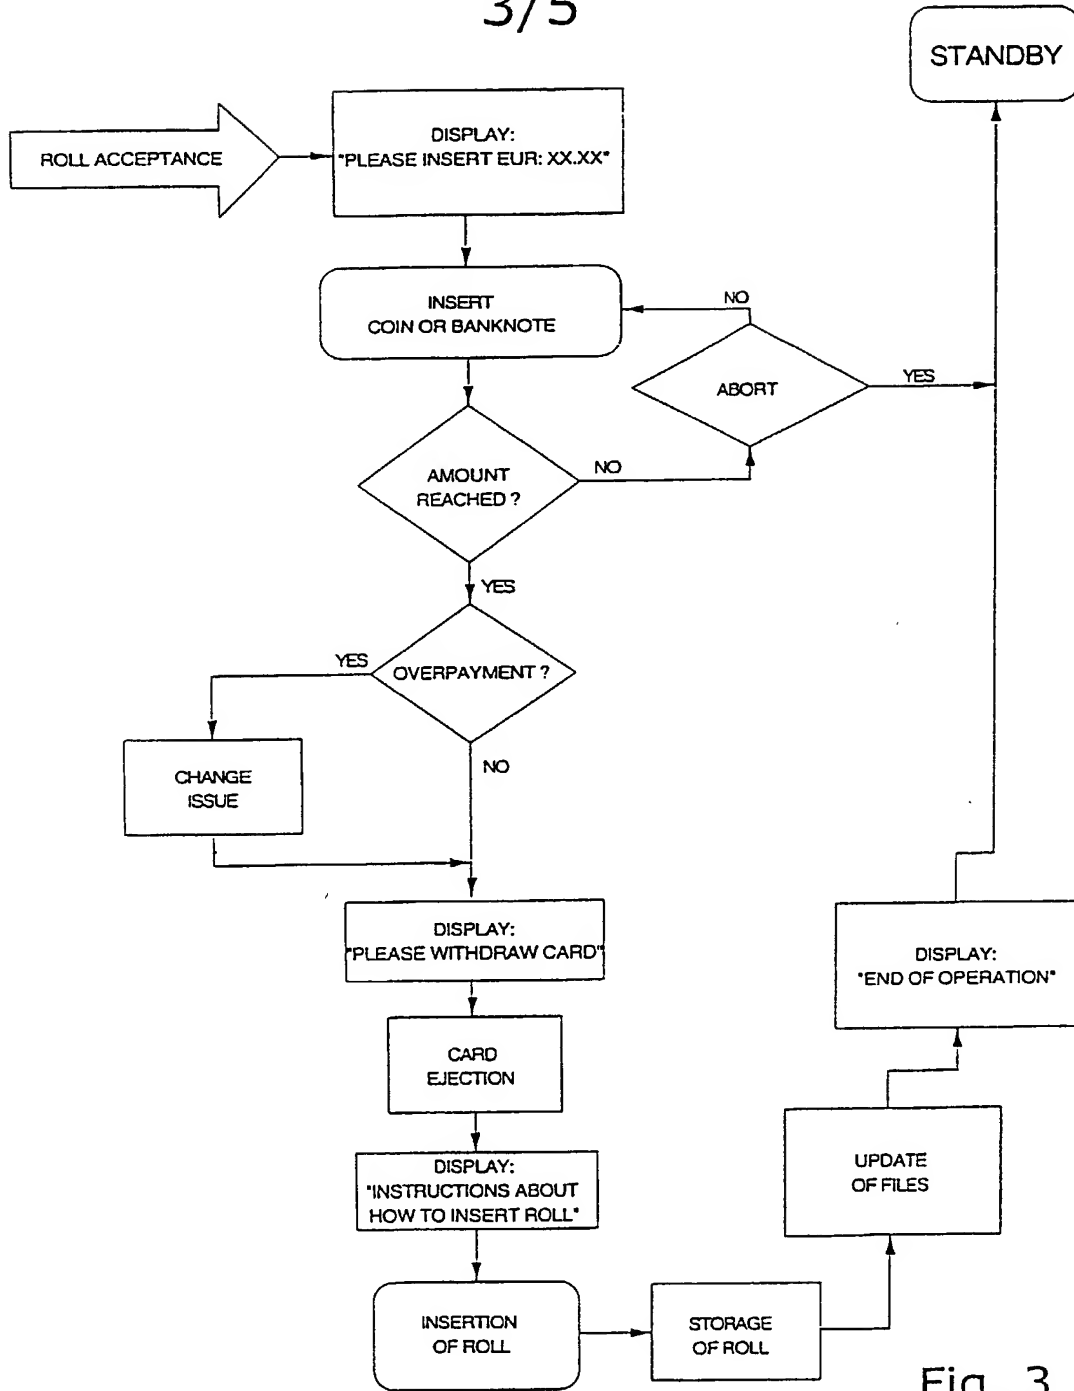 3/5
STANDBY
ROLL ACCEPTANCE
DISPLAY:
"PLEASE INSERT EUR: XX.XX"
INSERT
COIN OR BANKNOTE
NO
ABORT
YES
AMOUNT
REACHED ?
NO
YES
OVERPAYMENT ?
YES
NO
CHANGE
ISSUE
DISPLAY:
"PLEASE WITHDRAW CARD"
DISPLAY:
"END OF OPERATION"
CARD
EJECTION
DISPLAY:
"INSTRUCTIONS ABOUT
HOW TO INSERT ROLL"
UPDATE
OF FILES
INSERTION
OF ROLL
STORAGE
OF ROLL
Fig. 3